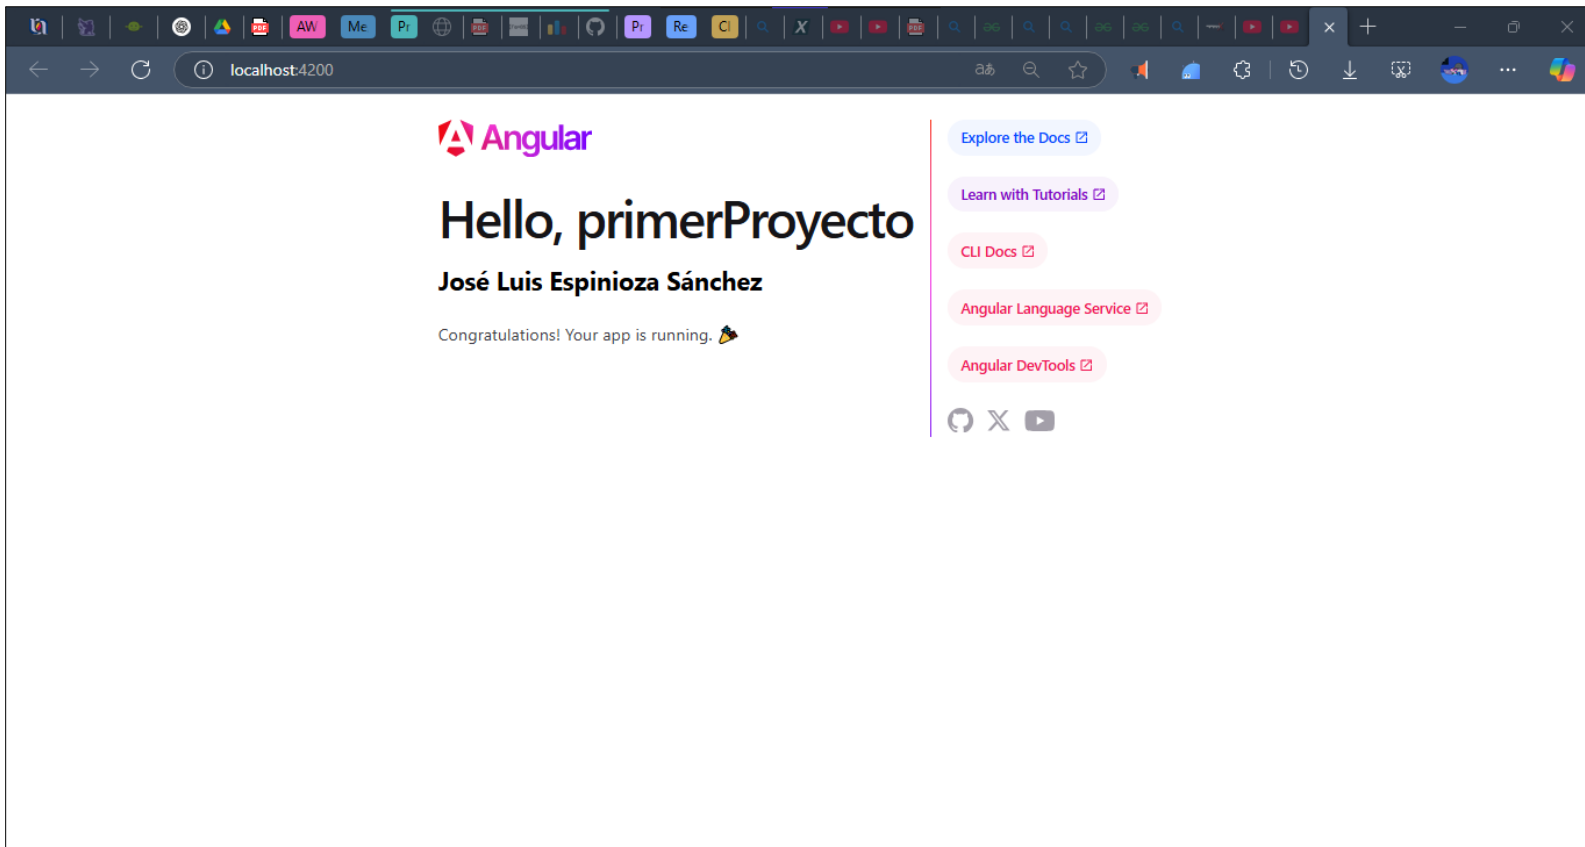 AW
Me
Pr
Pr
Re
Cl
localhost:4200
Angular
Hello, primerProyecto
José Luis Espinioza Sánchez
Congratulations! Your app is running. 🎉
Explore the Docs
Learn with Tutorials
CLI Docs
Angular Language Service
Angular DevTools